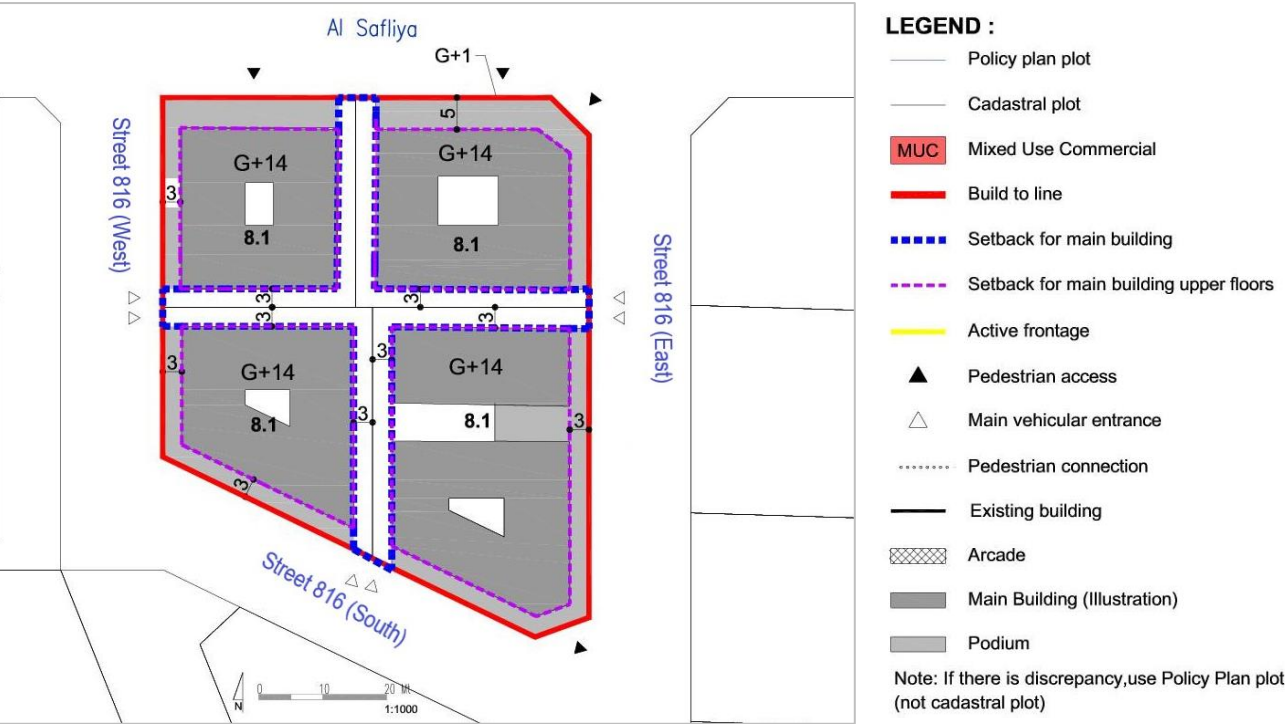 Al Safliya
G+1
5
G+14
G+14
3
8.1
8.1
Street 816 (West)
Street 816 (East)
3
3
3
3
3
3
G+14
G+14
3
8.1
3
8.1
3
3
Street 816 (South)
N
0 10 20 Mt
1:1000
LEGEND :
Policy plan plot
Cadastral plot
MUC Mixed Use Commercial
Build to line
Setback for main building
Setback for main building upper floors
Active frontage
Pedestrian access
Main vehicular entrance
Pedestrian connection
Existing building
Arcade
Main Building (Illustration)
Podium
Note: If there is discrepancy,use Policy Plan plot
(not cadastral plot)